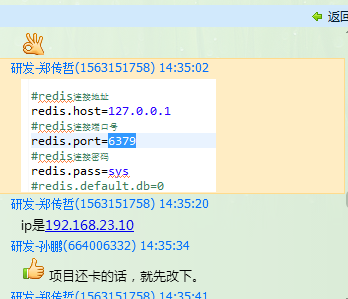 返回
研发-郑传哲(1563151758) 14:35:02
#redis连接地址
redis.host=127.0.0.1
#redis连接端口号
redis.port=6379
#redis连接密码
redis.pass=sys
#redis.default.db=0
研发-郑传哲(1563151758) 14:35:20
ip是192.168.23.10
研发-孙鹏(664006332) 14:35:34
项目还卡的话，就先改下。
研发-郑传哲(1563151758) 14:35:41